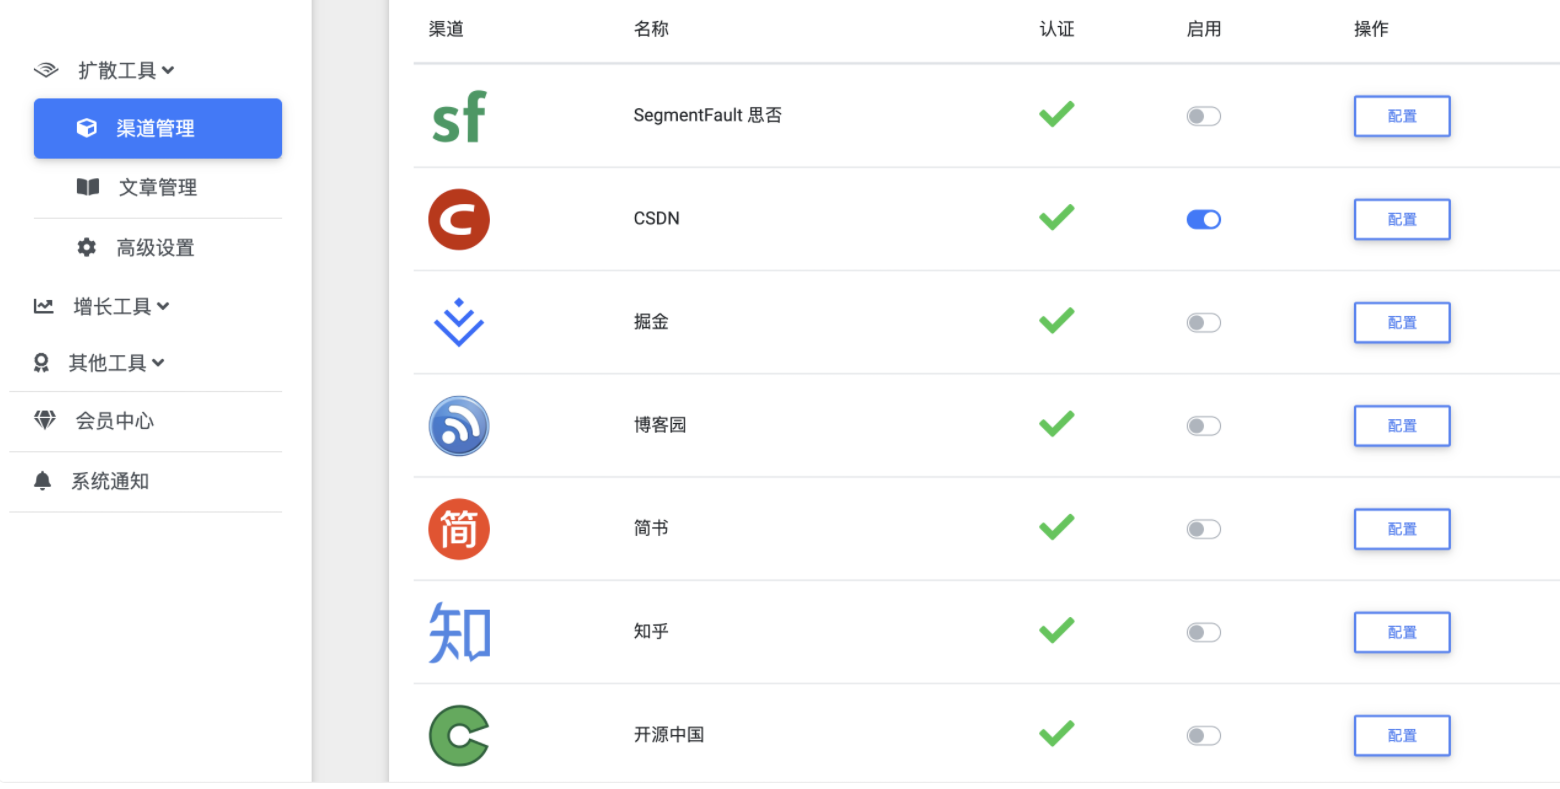 扩散工具
渠道管理
文章管理
高级设置
增长工具
其他工具
会员中心
系统通知
渠道 名称 认证 启用 操作
sf SegmentFault 思否 配置
C CSDN 配置
掘金 配置
博客园 配置
简 简书 配置
知 知乎 配置
C 开源中国 配置